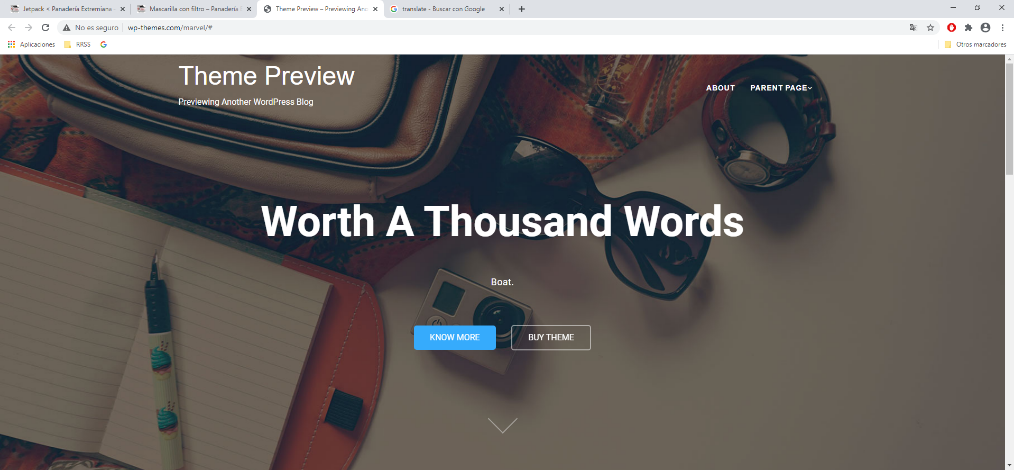 Jetpack ‹ Panadería Extremiana
Mascarilla con filtro – Panadería
Theme Preview – Previewing Ano
translate - Buscar con Google
No es seguro
wp-themes.com/marvel/#
Aplicaciones
RRSS
Otros marcadores
Theme Preview
Previewing Another WordPress Blog
ABOUT
PARENT PAGE
Worth A Thousand Words
Boat.
KNOW MORE
BUY THEME